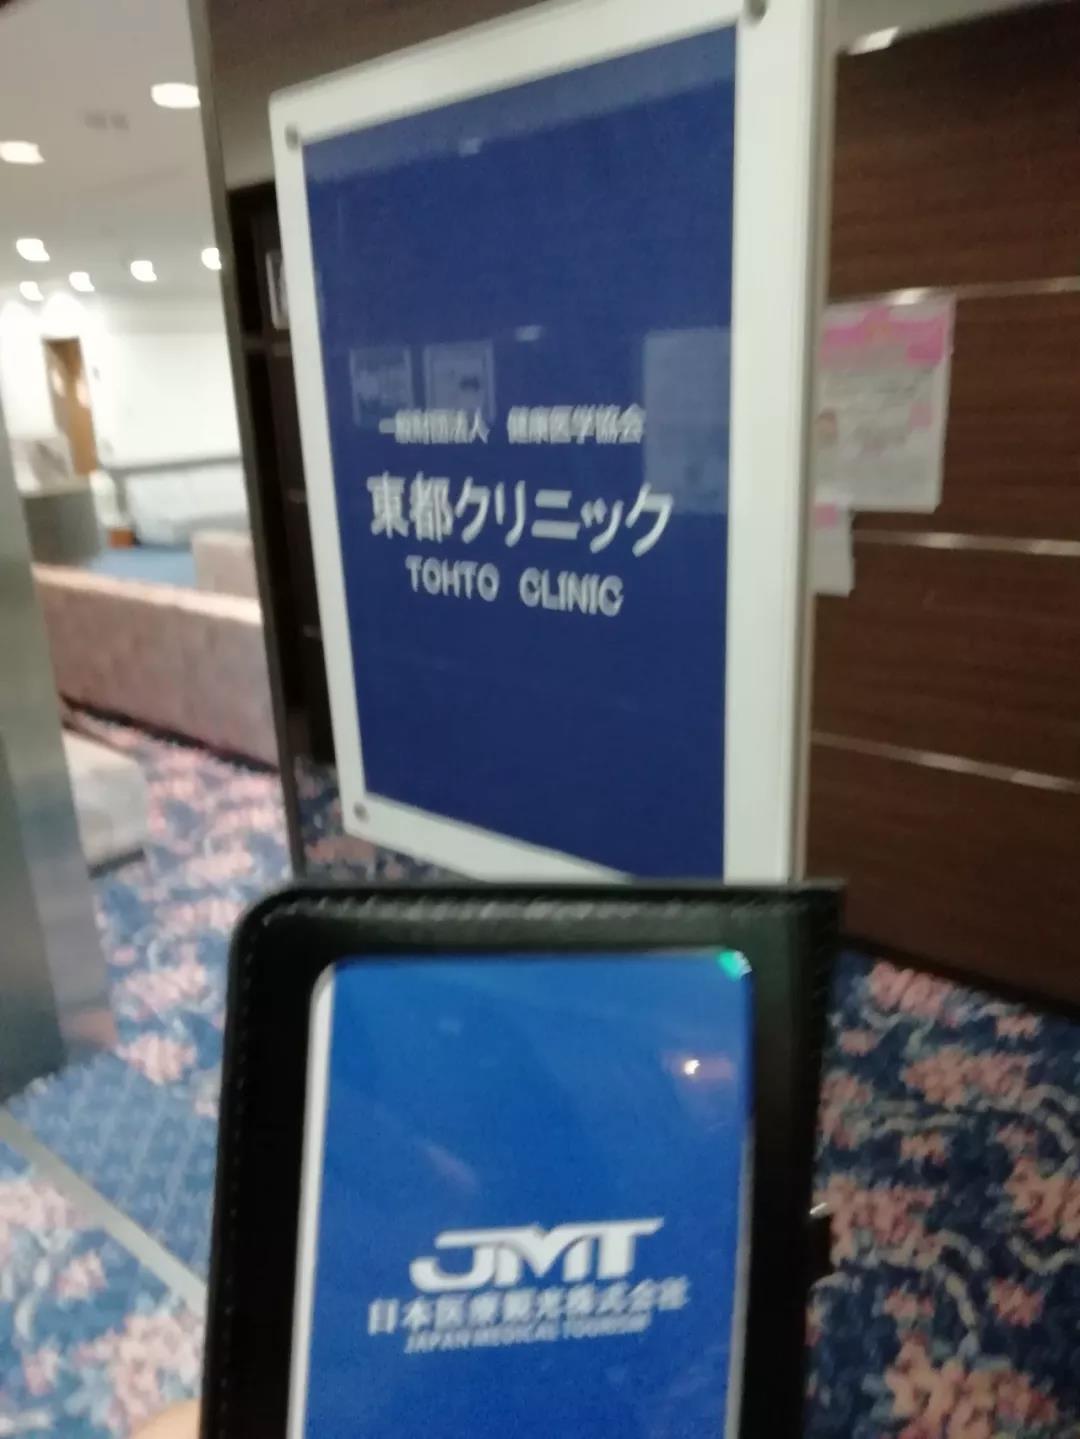 一般財団法人 健康医学協会
東都クリニック
TOHTO CLINIC
JMT
日本医療観光株式会社
JAPAN MEDICAL TOURISM